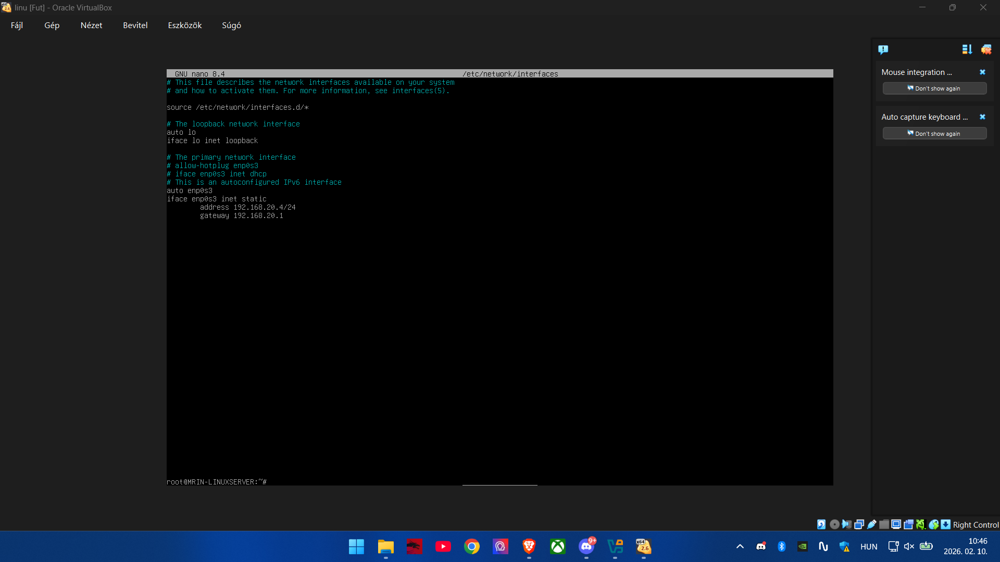 linu [Fut] - Oracle VirtualBox
Fájl Gép Nézet Bevitel Eszközök Súgó
GNU nano 8.4 /etc/network/interfaces
# This file describes the network interfaces available on your system
# and how to activate them. For more information, see interfaces(5).
source /etc/network/interfaces.d/*
# The loopback network interface
auto lo
iface lo inet loopback
# The primary network interface
# allow-hotplug enp0s3
# iface enp0s3 inet dhcp
# This is an autoconfigured IPv6 interface
auto enp0s3
iface enp0s3 inet static
address 192.168.20.4/24
gateway 192.168.20.1
root@MRIN-LINUXSERVER:~#
Mouse integration ...
Don't show again
Auto capture keyboard ...
Don't show again
Right Control
x64
2.6
9+
HUN
10:46
2026. 02. 10.